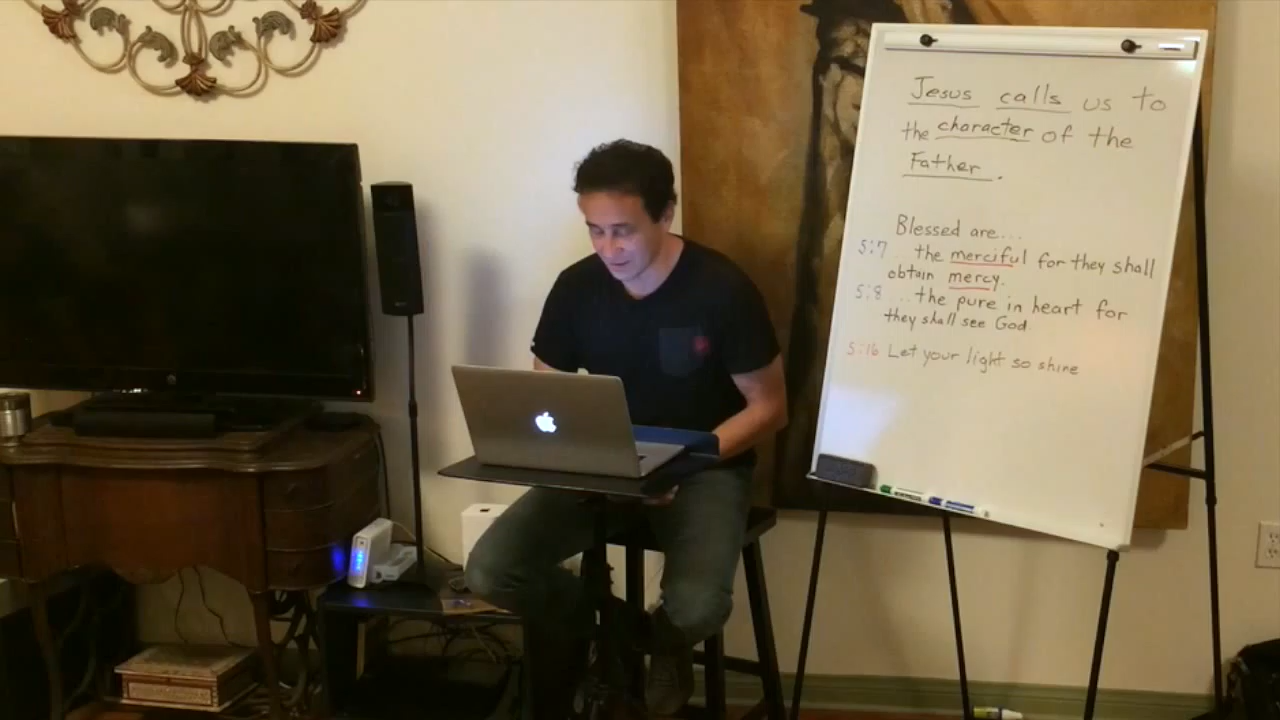 Jesus calls us to
the character of the
Father.
Blessed are...
5:7 the merciful for they shall
obtain mercy.
5:8 ...the pure in heart for
they shall see God
5:16 Let your light so shine